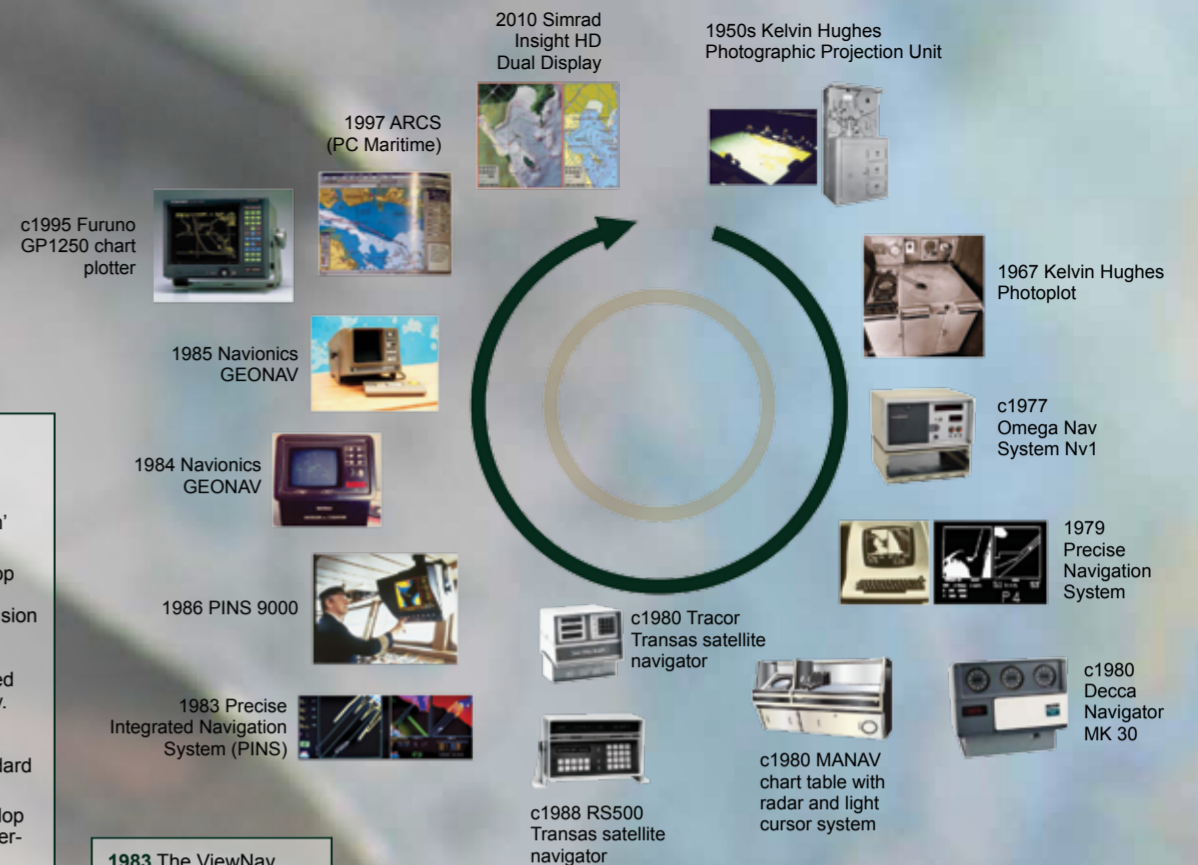 2010 Simrad
Insight HD
Dual Display
1950s Kelvin Hughes
Photographic Projection Unit
1997 ARCS
(PC Maritime)
c1995 Furuno
GP1250 chart
plotter
1967 Kelvin Hughes
Photoplot
1985 Navionics
GEONAV
c1977
Omega Nav
System Nv1
1984 Navionics
GEONAV
1979
Precise
Navigation
System
P4
1986 PINS 9000
c1980 Tracor
Transas satellite
navigator
c1980
Decca
Navigator
MK 30
1983 Precise
Integrated Navigation
System (PINS)
c1980 MANAV
chart table with
radar and light
cursor system
c1988 RS500
Transas satellite
navigator
1983 The ViewNav